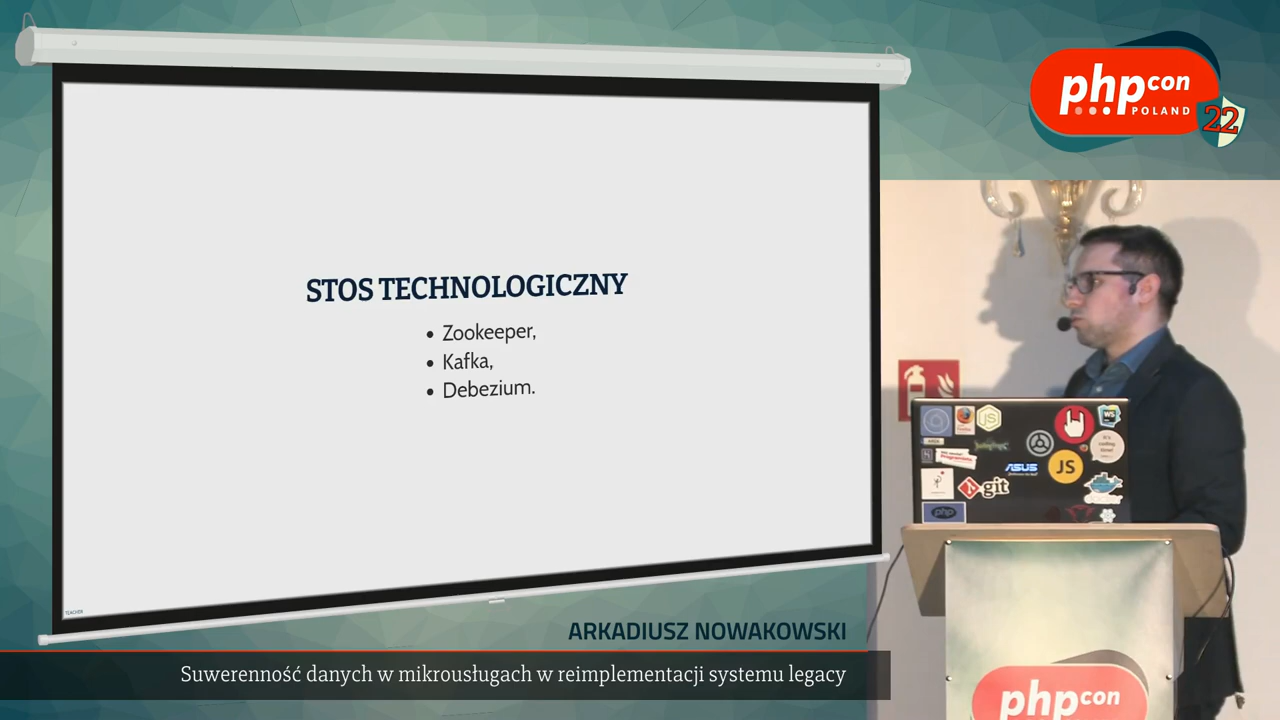 phpcon
POLAND
22
STOS TECHNOLOGICZNY
• Zookeeper,
• Kafka,
• Debezium.
JS
WS
ASUS
JS
git
php
ARKADIUSZ NOWAKOWSKI
Suwerenność danych w mikrousługach w reimplementacji systemu legacy
phpcon